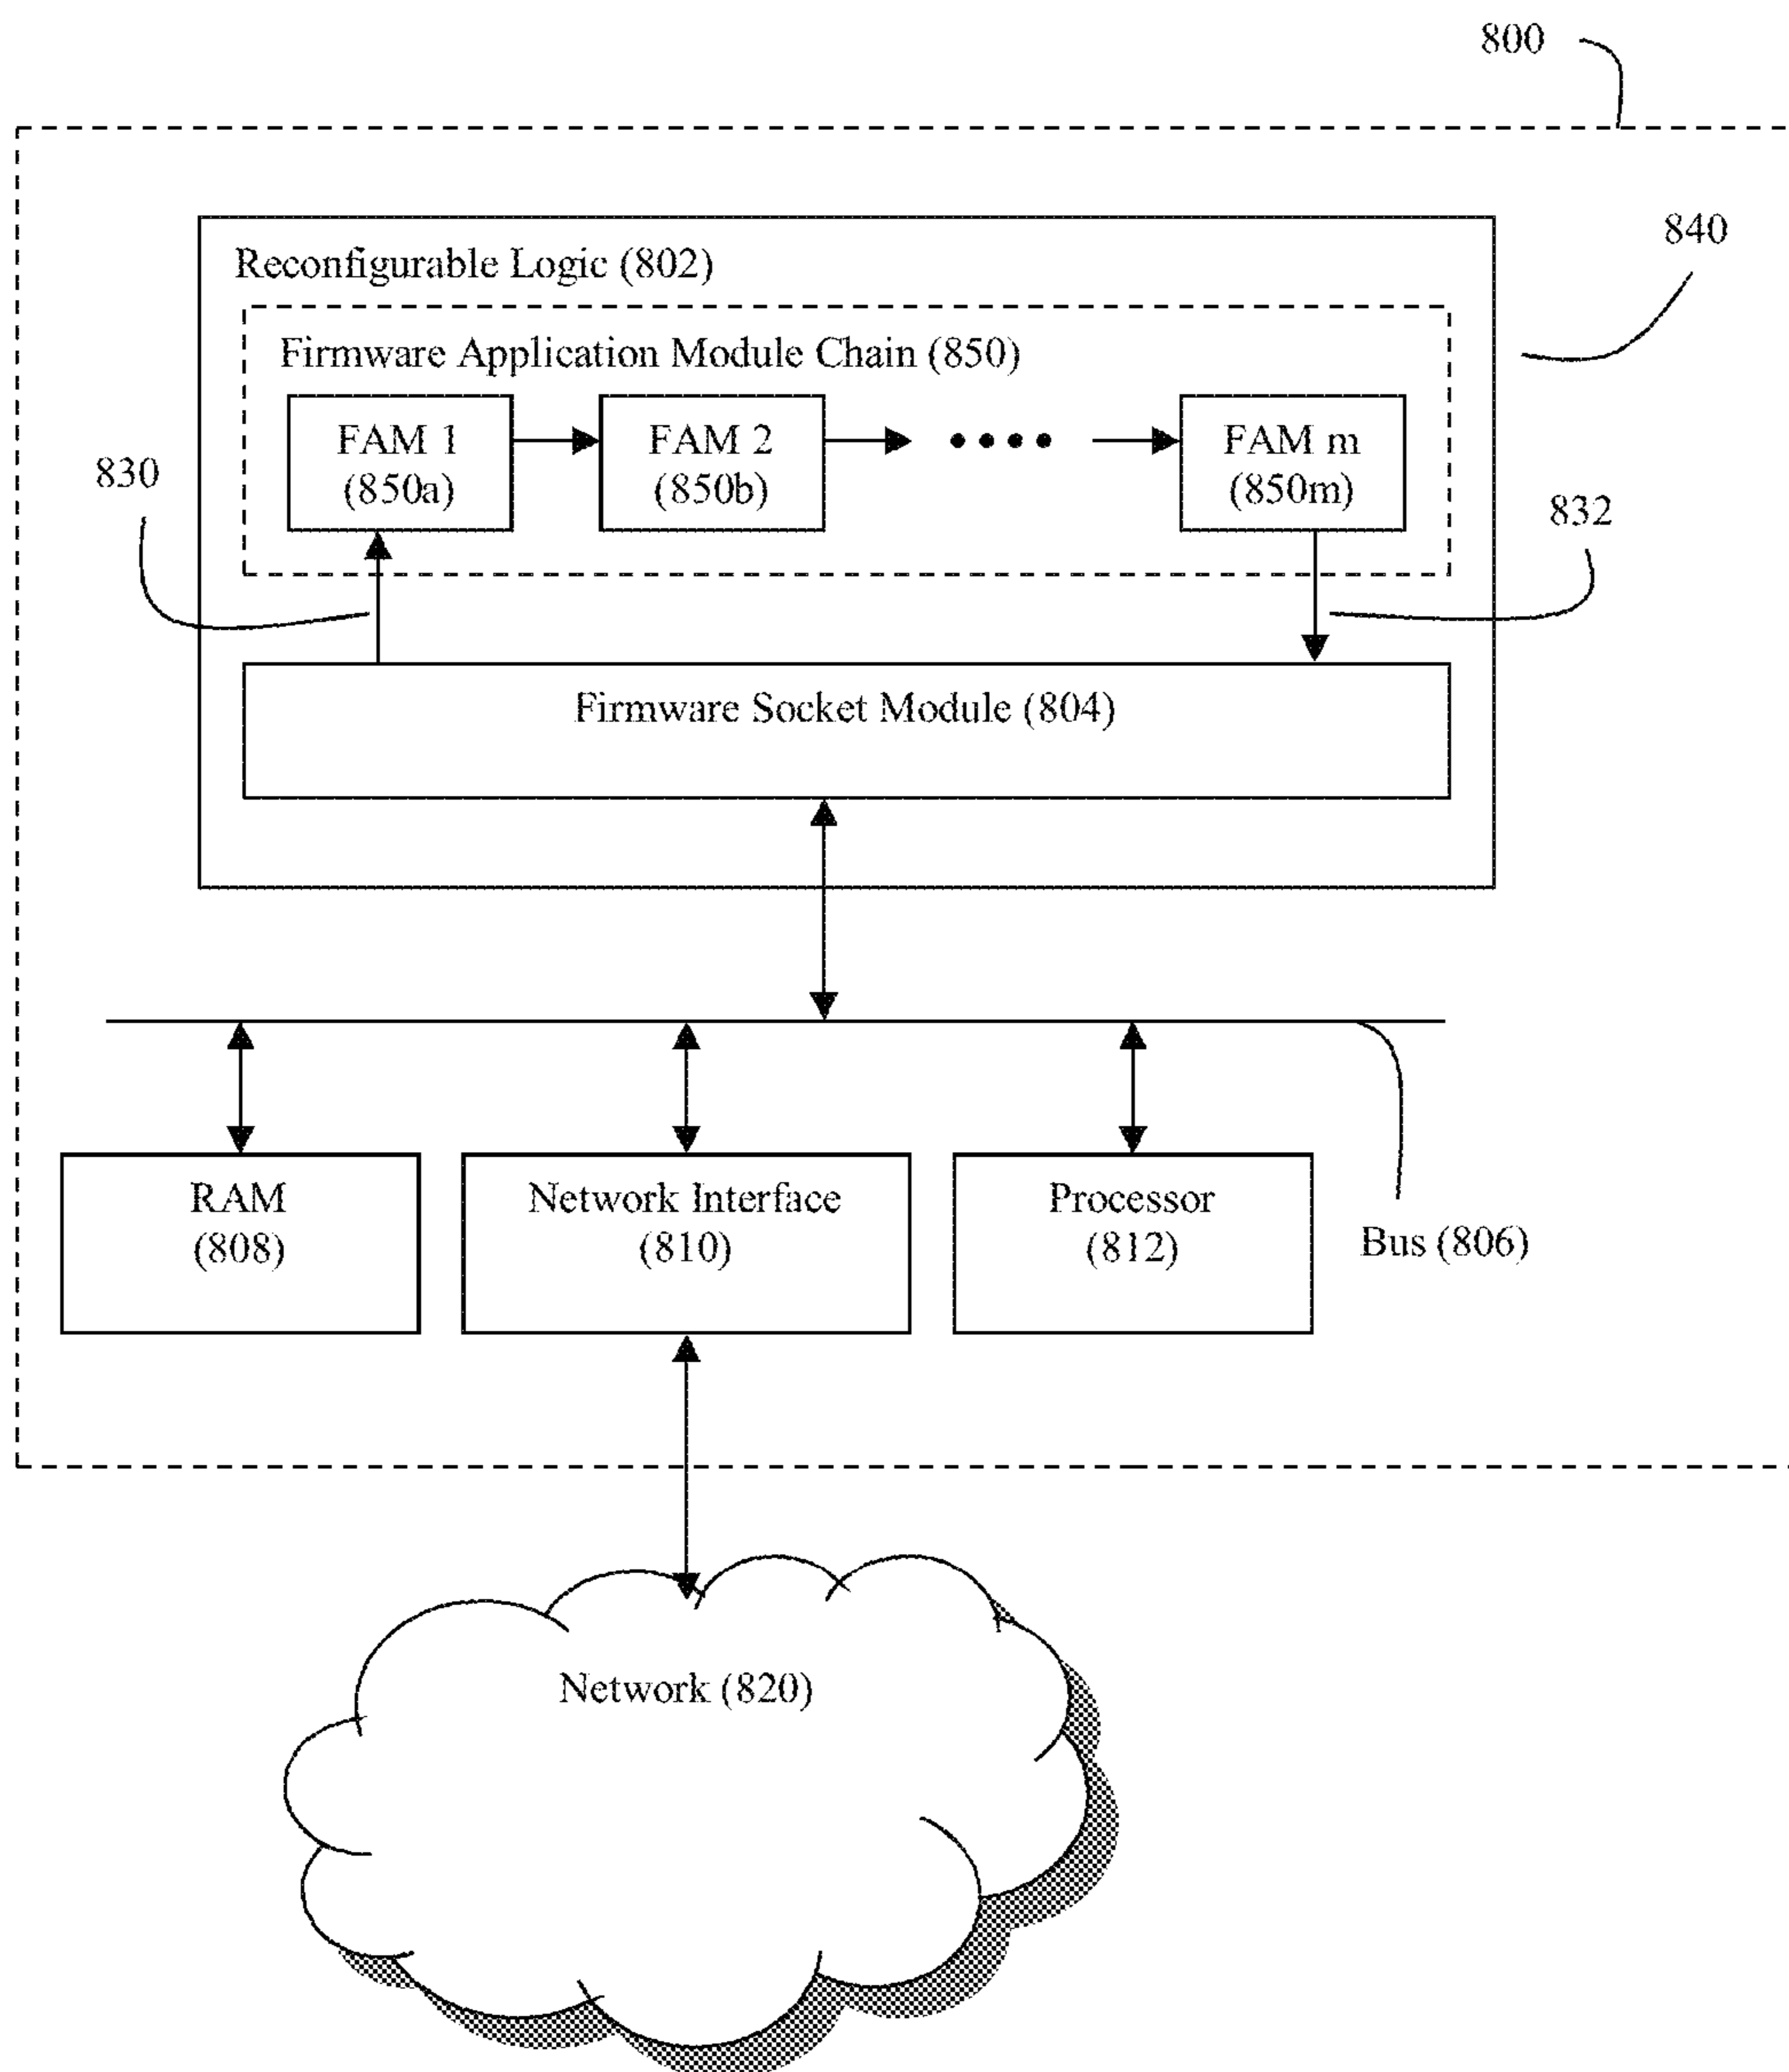 800
840
Reconfigurable Logic (802)
Firmware Application Module Chain (850)
FAM 1
(850a)
FAM 2
(850b)
FAM m
(850m)
830
832
Firmware Socket Module (804)
RAM
(808)
Network Interface
(810)
Processor
(812)
Bus (806)
Network (820)